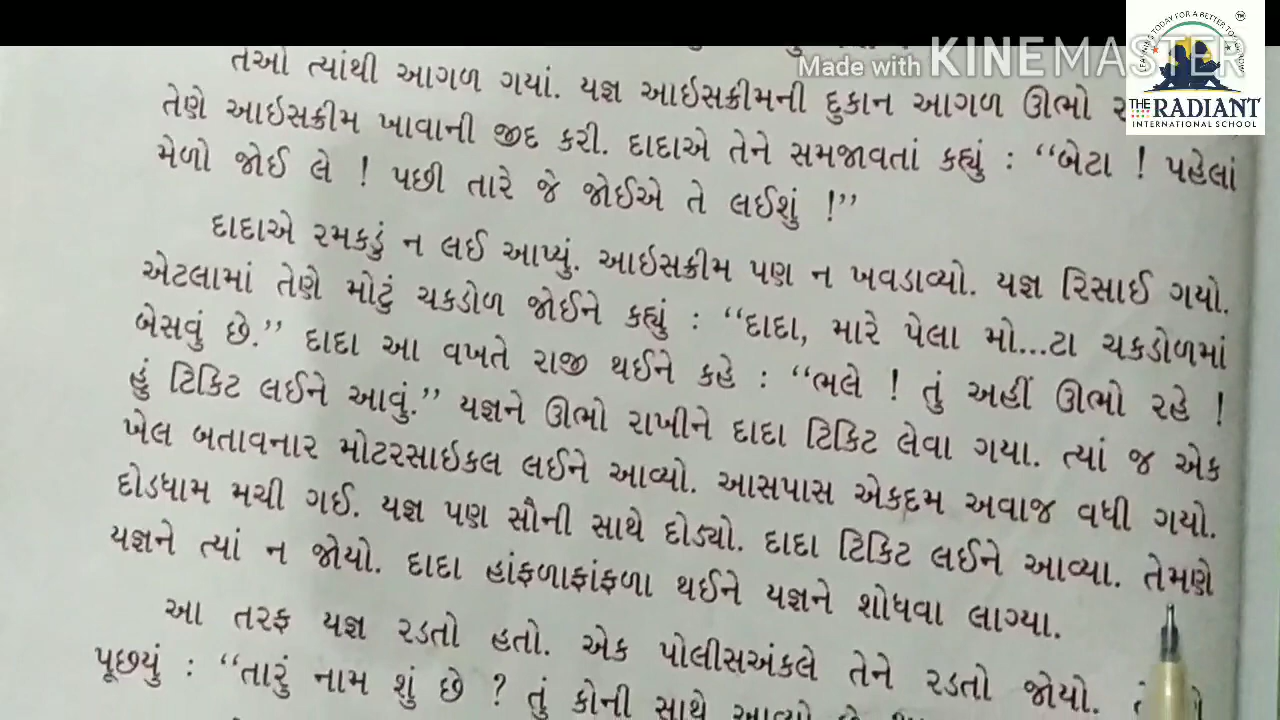 Made with KINEMASTER
THE RADIANT
INTERNATIONAL SCHOOL
તેઓ ત્યાંથી આગળ ગયાં. યજ્ઞ આઇસક્રીમની દુકાન આગળ ઊભો
તેણે આઇસક્રીમ ખાવાની જીદ કરી. દાદાએ તેને સમજાવતાં કહ્યું : “બેટા ! પહેલાં
મેળો જોઈ લે ! પછી તારે જે જોઈએ તે લઈશું !”
દાદાએ રમકડું ન લઈ આપ્યું. આઇસક્રીમ પણ ન ખવડાવ્યો. યજ્ઞ રિસાઈ ગયો.
એટલામાં તેણે મોટું ચકડોળ જોઈને કહ્યું : “દાદા, મારે પેલા મો...ટા ચકડોળમાં
બેસવું છે.” દાદા આ વખતે રાજી થઈને કહે : “ભલે ! તું અહીં ઊભો રહે !
હું ટિકિટ લઈને આવું.” યજ્ઞને ઊભો રાખીને દાદા ટિકિટ લેવા ગયા. ત્યાં જ એક
ખેલ બતાવનાર મોટરસાઇકલ લઈને આવ્યો. આસપાસ એકદમ અવાજ વધી ગયો.
દોડધામ મચી ગઈ. યજ્ઞ પણ સૌની સાથે દોડ્યો. દાદા ટિકિટ લઈને આવ્યા. તેમણે
યજ્ઞને ત્યાં ન જોયો. દાદા હાંફળાફાંફળા થઈને યજ્ઞને શોધવા લાગ્યા.
આ તરફ યજ્ઞ રડતો હતો. એક પોલીસઅંકલે તેને રડતો જોયો.
પૂછયું : “તારું નામ શું છે ? તું કોની સાથે